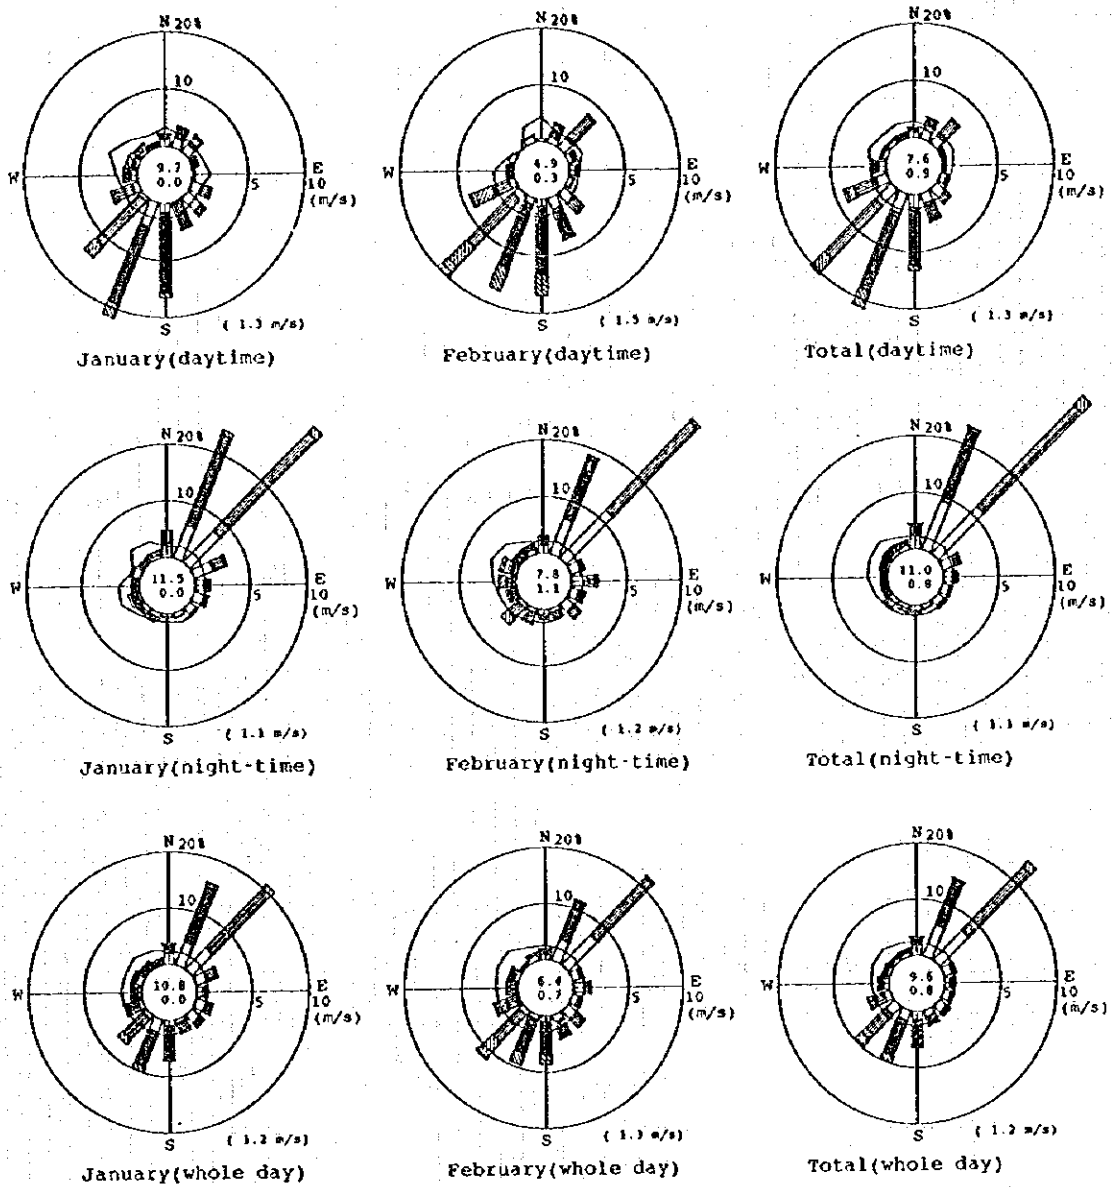 N 20%
10
W
9.7
0.0
5
E
10
(m/s)
S
( 1.3 m/s)
January(daytime)
N 20%
10
W
4.9
0.3
5
E
10
(m/s)
S
( 1.5 m/s)
February(daytime)
N 20%
10
W
7.6
0.9
5
E
10
(m/s)
S
( 1.3 m/s)
Total(daytime)
N 20%
10
W
11.5
0.0
5
E
10
(m/s)
S
( 1.1 m/s)
January(night-time)
N 20%
10
W
7.8
1.1
5
E
10
(m/s)
S
( 1.2 m/s)
February(night-time)
N 20%
10
W
11.0
0.8
5
E
10
(m/s)
S
( 1.1 m/s)
Total(night-time)
N 20%
10
W
10.8
0.0
5
E
10
(m/s)
S
( 1.2 m/s)
January(whole day)
N 20%
10
W
6.4
0.7
5
E
10
(m/s)
S
( 1.3 m/s)
February(whole day)
N 20%
10
W
9.6
0.8
5
E
10
(m/s)
S
( 1.2 m/s)
Total(whole day)